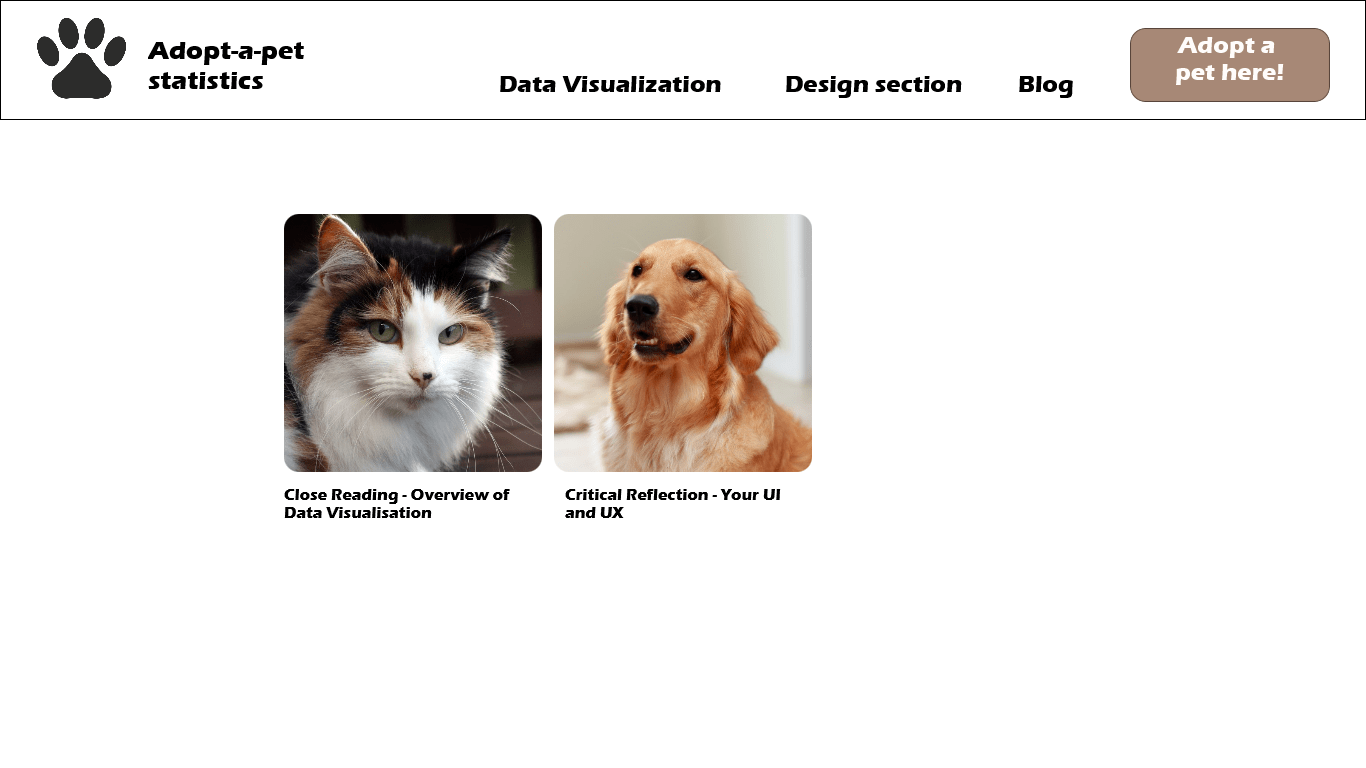 Adopt-a-pet
statistics
Data Visualization
Design section
Blog
Adopt a
pet here!
Close Reading - Overview of
Data Visualisation
Critical Reflection - Your UI
and UX